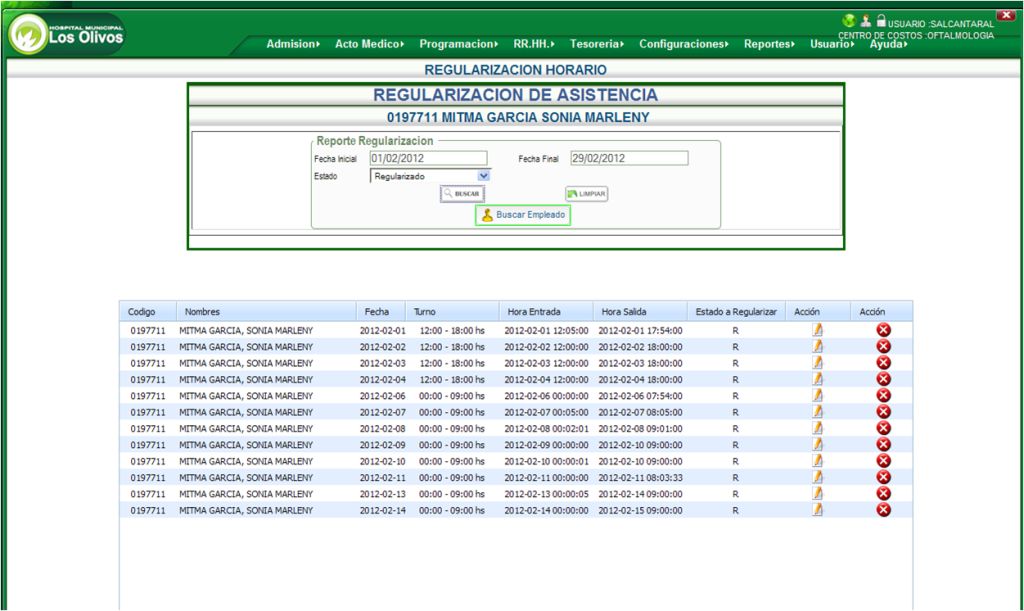 HOSPITAL MUNICIPAL
Los Olivos
USUARIO :SALCANTARAL
CENTRO DE COSTOS :OFTALMOLOGIA
Admision Acto Medico Programacion RR.HH. Tesoreria Configuraciones Reportes Usuario Ayuda
REGULARIZACION HORARIO
REGULARIZACION DE ASISTENCIA
0197711 MITMA GARCIA SONIA MARLENY
Reporte Regularizacion
Fecha Inicial 01/02/2012 Fecha Final 29/02/2012
Estado Regularizado
BUSCAR LIMPIAR
Buscar Empleado
Codigo Nombres Fecha Turno Hora Entrada Hora Salida Estado a Regularizar Acción Acción
0197711 MITMA GARCIA, SONIA MARLENY 2012-02-01 12:00 - 18:00 hs 2012-02-01 12:05:00 2012-02-01 17:54:00 R
0197711 MITMA GARCIA, SONIA MARLENY 2012-02-02 12:00 - 18:00 hs 2012-02-02 12:00:00 2012-02-02 18:00:00 R
0197711 MITMA GARCIA, SONIA MARLENY 2012-02-03 12:00 - 18:00 hs 2012-02-03 12:00:00 2012-02-03 18:00:00 R
0197711 MITMA GARCIA, SONIA MARLENY 2012-02-04 12:00 - 18:00 hs 2012-02-04 12:00:00 2012-02-04 18:00:00 R
0197711 MITMA GARCIA, SONIA MARLENY 2012-02-06 00:00 - 09:00 hs 2012-02-06 00:00:00 2012-02-06 07:54:00 R
0197711 MITMA GARCIA, SONIA MARLENY 2012-02-07 00:00 - 09:00 hs 2012-02-07 00:05:00 2012-02-07 08:05:00 R
0197711 MITMA GARCIA, SONIA MARLENY 2012-02-08 00:00 - 09:00 hs 2012-02-08 00:02:01 2012-02-08 09:01:00 R
0197711 MITMA GARCIA, SONIA MARLENY 2012-02-09 00:00 - 09:00 hs 2012-02-09 00:00:00 2012-02-10 09:00:00 R
0197711 MITMA GARCIA, SONIA MARLENY 2012-02-10 00:00 - 09:00 hs 2012-02-10 00:00:01 2012-02-10 09:00:00 R
0197711 MITMA GARCIA, SONIA MARLENY 2012-02-11 00:00 - 09:00 hs 2012-02-11 00:00:00 2012-02-11 08:03:33 R
0197711 MITMA GARCIA, SONIA MARLENY 2012-02-13 00:00 - 09:00 hs 2012-02-13 00:00:05 2012-02-14 09:00:00 R
0197711 MITMA GARCIA, SONIA MARLENY 2012-02-14 00:00 - 09:00 hs 2012-02-14 00:00:00 2012-02-15 09:00:00 R